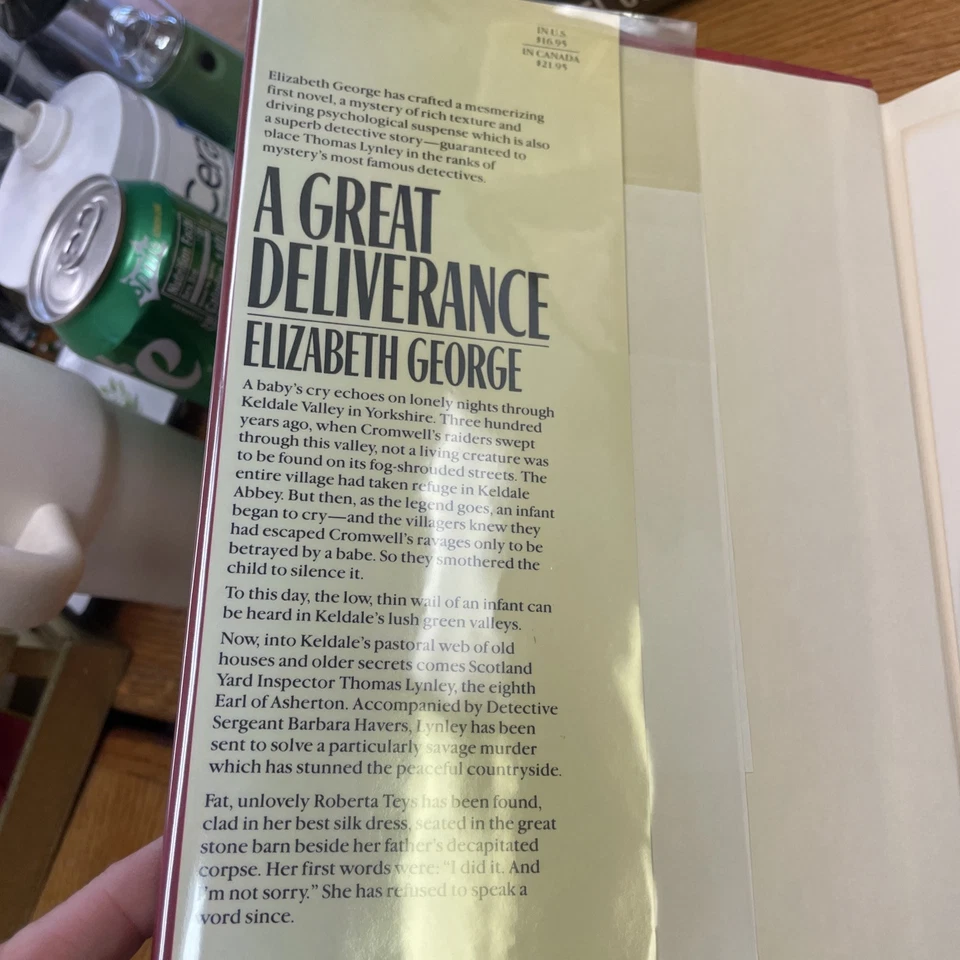 IN U.S.
$16.95
IN CANADA
$21.95
Elizabeth George has crafted a mesmerizing
first novel, a mystery of rich texture and
driving psychological suspense which is also
a superb detective story—guaranteed to
place Thomas Lynley in the ranks of
mystery's most famous detectives.
A GREAT
DELIVERANCE
ELIZABETH GEORGE
A baby's cry echoes on lonely nights through
Keldale Valley in Yorkshire. Three hundred
years ago, when Cromwell's raiders swept
through this valley, not a living creature was
to be found on its fog-shrouded streets. The
entire village had taken refuge in Keldale
Abbey. But then, as the legend goes, an infant
began to cry—and the villagers knew they
had escaped Cromwell's ravages only to be
betrayed by a babe. So they smothered the
child to silence it.
To this day, the low, thin wail of an infant can
be heard in Keldale's lush green valleys.
Now, into Keldale's pastoral web of old
houses and older secrets comes Scotland
Yard Inspector Thomas Lynley, the eighth
Earl of Asherton. Accompanied by Detective
Sergeant Barbara Havers, Lynley has been
sent to solve a particularly savage murder
which has stunned the peaceful countryside.
Fat, unlovely Roberta Teys has been found,
clad in her best silk dress, seated in the great
stone barn beside her father's decapitated
corpse. Her first words were: "I did it. And
I'm not sorry." She has refused to speak a
word since.
Cera
Sprite
te